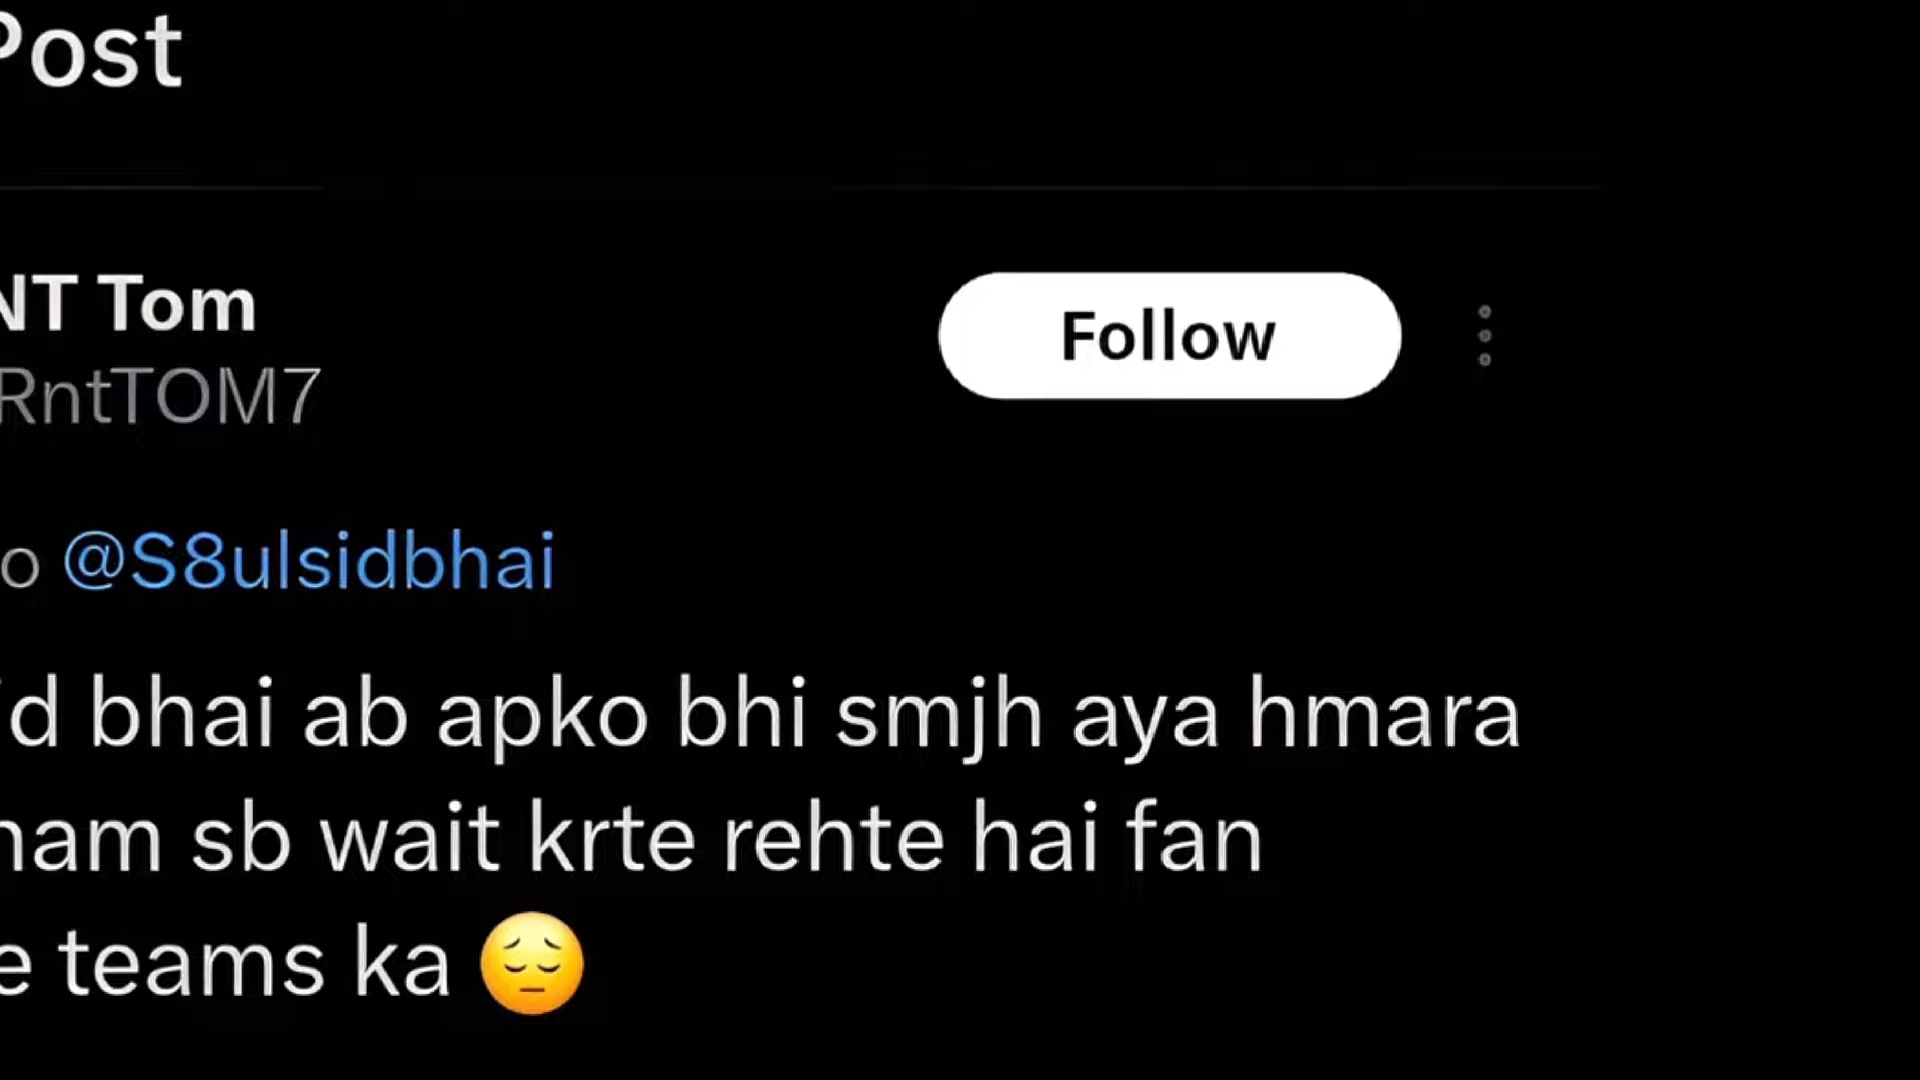 Post
NT Tom
Follow
RntTOM7
@S8ulsidbhai
bhai ab apko bhi smjh aya hmara
sb wait krte rehte hai fan
teams ka 😔